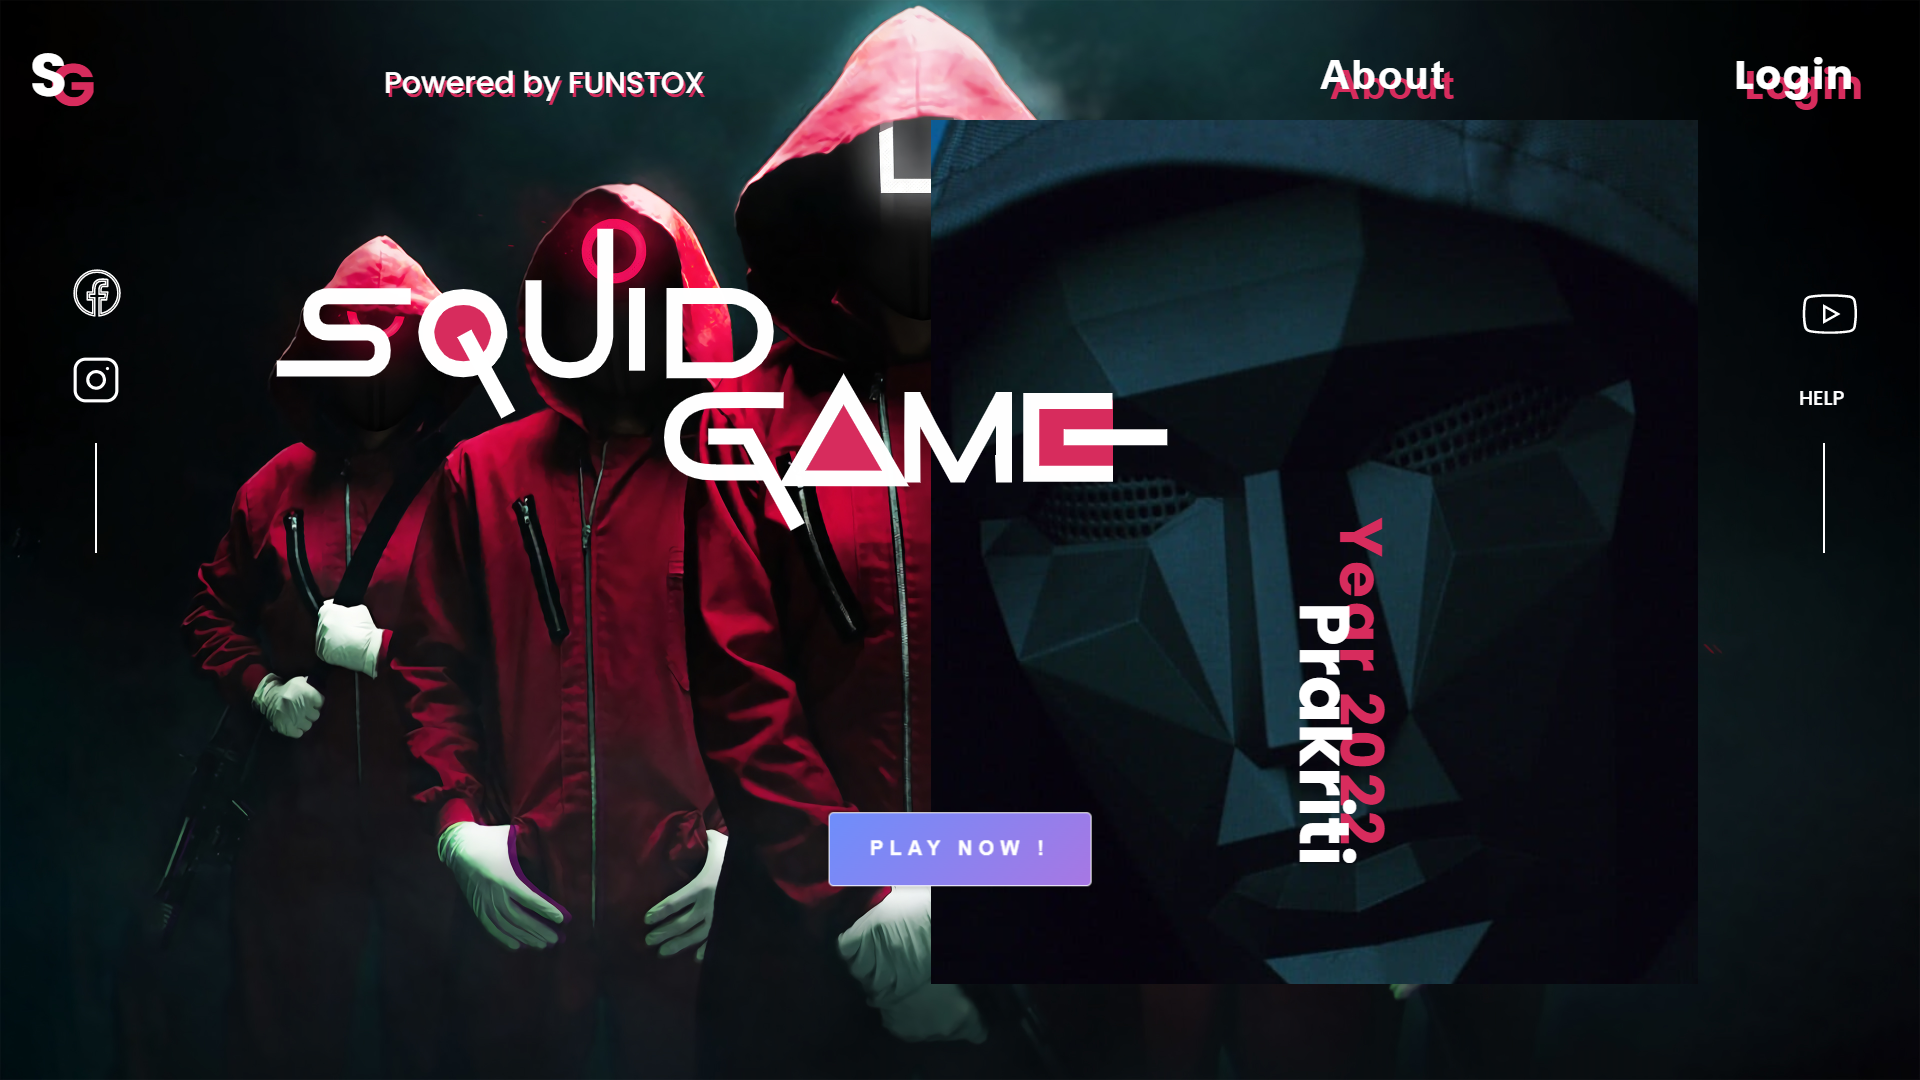 SG
Powered by FUNSTOX
About
Login
SQUID
GAME
HELP
Year 2022
Prakriti
PLAY NOW !